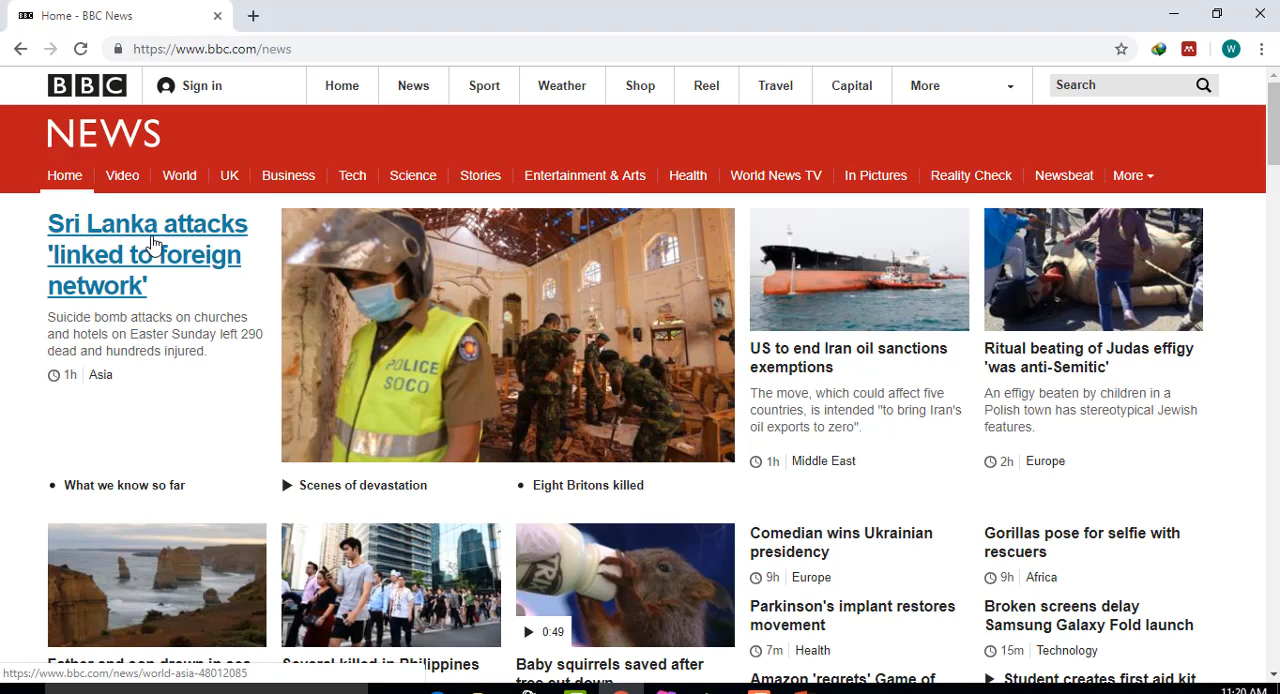 Home - BBC News
https://www.bbc.com/news
W
BBC
Sign in
Home
News
Sport
Weather
Shop
Reel
Travel
Capital
More
Search
NEWS
Home
Video
World
UK
Business
Tech
Science
Stories
Entertainment & Arts
Health
World News TV
In Pictures
Reality Check
Newsbeat
More
Sri Lanka attacks
'linked to foreign
network'
Suicide bomb attacks on churches
and hotels on Easter Sunday left 290
dead and hundreds injured.
1h
Asia
POLICE
SOCO
US to end Iran oil sanctions
exemptions
The move, which could affect five
countries, is intended "to bring Iran's
oil exports to zero".
1h
Middle East
Ritual beating of Judas effigy
'was anti-Semitic'
An effigy beaten by children in a
Polish town has stereotypical Jewish
features.
2h
Europe
What we know so far
Scenes of devastation
Eight Britons killed
0:49
Several killed in Philippines
Baby squirrels saved after
Comedian wins Ukrainian
presidency
9h
Europe
Parkinson's implant restores
movement
7m
Health
Amazon 'regrets' Game of
Gorillas pose for selfie with
rescuers
9h
Africa
Broken screens delay
Samsung Galaxy Fold launch
15m
Technology
Student creates first aid kit
https://www.bbc.com/news/world-asia-48012085
11:20 AM